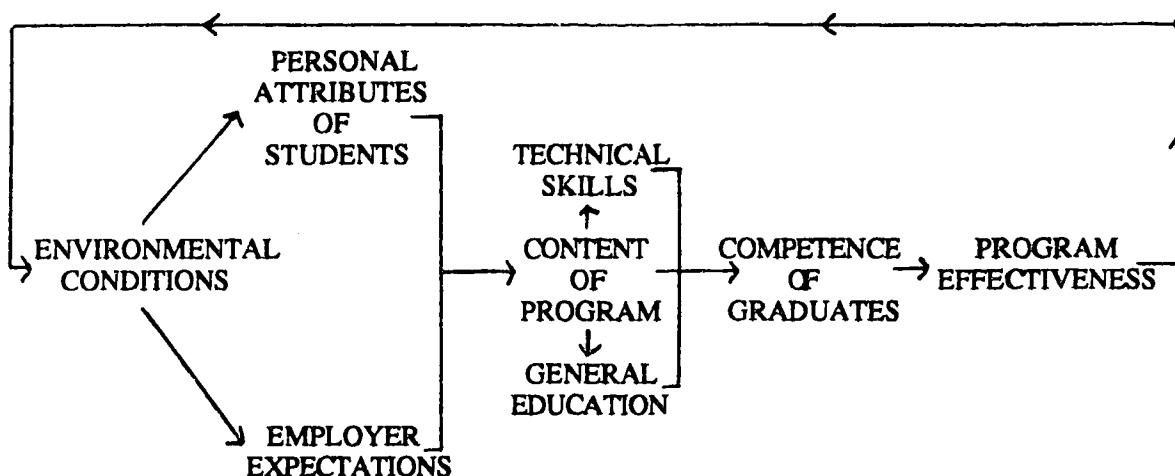 PERSONAL
ATTRIBUTES
OF
STUDENTS
TECHNICAL
SKILLS
ENVIRONMENTAL
CONDITIONS
CONTENT
OF
PROGRAM
COMPETENCE
OF
GRADUATES
PROGRAM
EFFECTIVENESS
GENERAL
EDUCATION
EMPLOYER
EXPECTATIONS